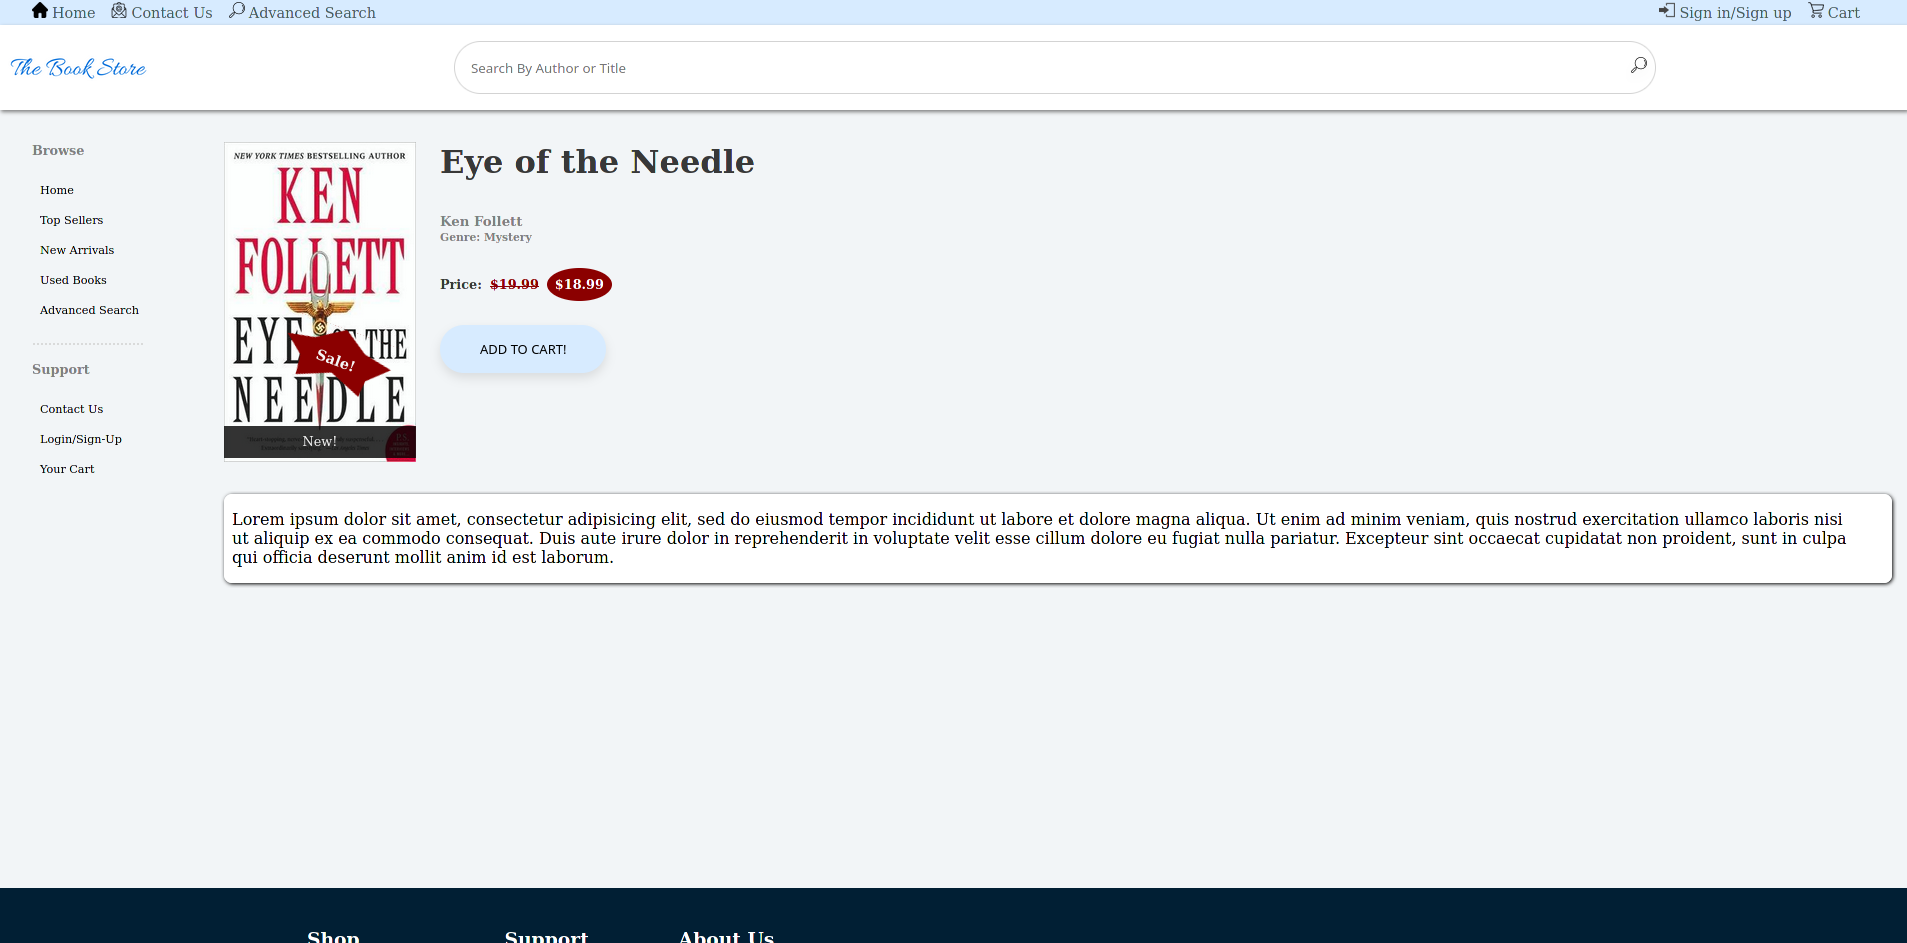 Home Contact Us Advanced Search Sign in/Sign up Cart
The Book Store
Search By Author or Title
Browse
Home
Top Sellers
New Arrivals
Used Books
Advanced Search
Support
Contact Us
Login/Sign-Up
Your Cart
NEW YORK TIMES BESTSELLING AUTHOR
KEN
FOLLETT
EYE OF THE
NEEDLE
Sale!
New!
Eye of the Needle
Ken Follett
Genre: Mystery
Price: $19.99 $18.99
ADD TO CART!
Lorem ipsum dolor sit amet, consectetur adipisicing elit, sed do eiusmod tempor incididunt ut labore et dolore magna aliqua. Ut enim ad minim veniam, quis nostrud exercitation ullamco laboris nisi
ut aliquip ex ea commodo consequat. Duis aute irure dolor in reprehenderit in voluptate velit esse cillum dolore eu fugiat nulla pariatur. Excepteur sint occaecat cupidatat non proident, sunt in culpa
qui officia deserunt mollit anim id est laborum.
Shop Support About Us